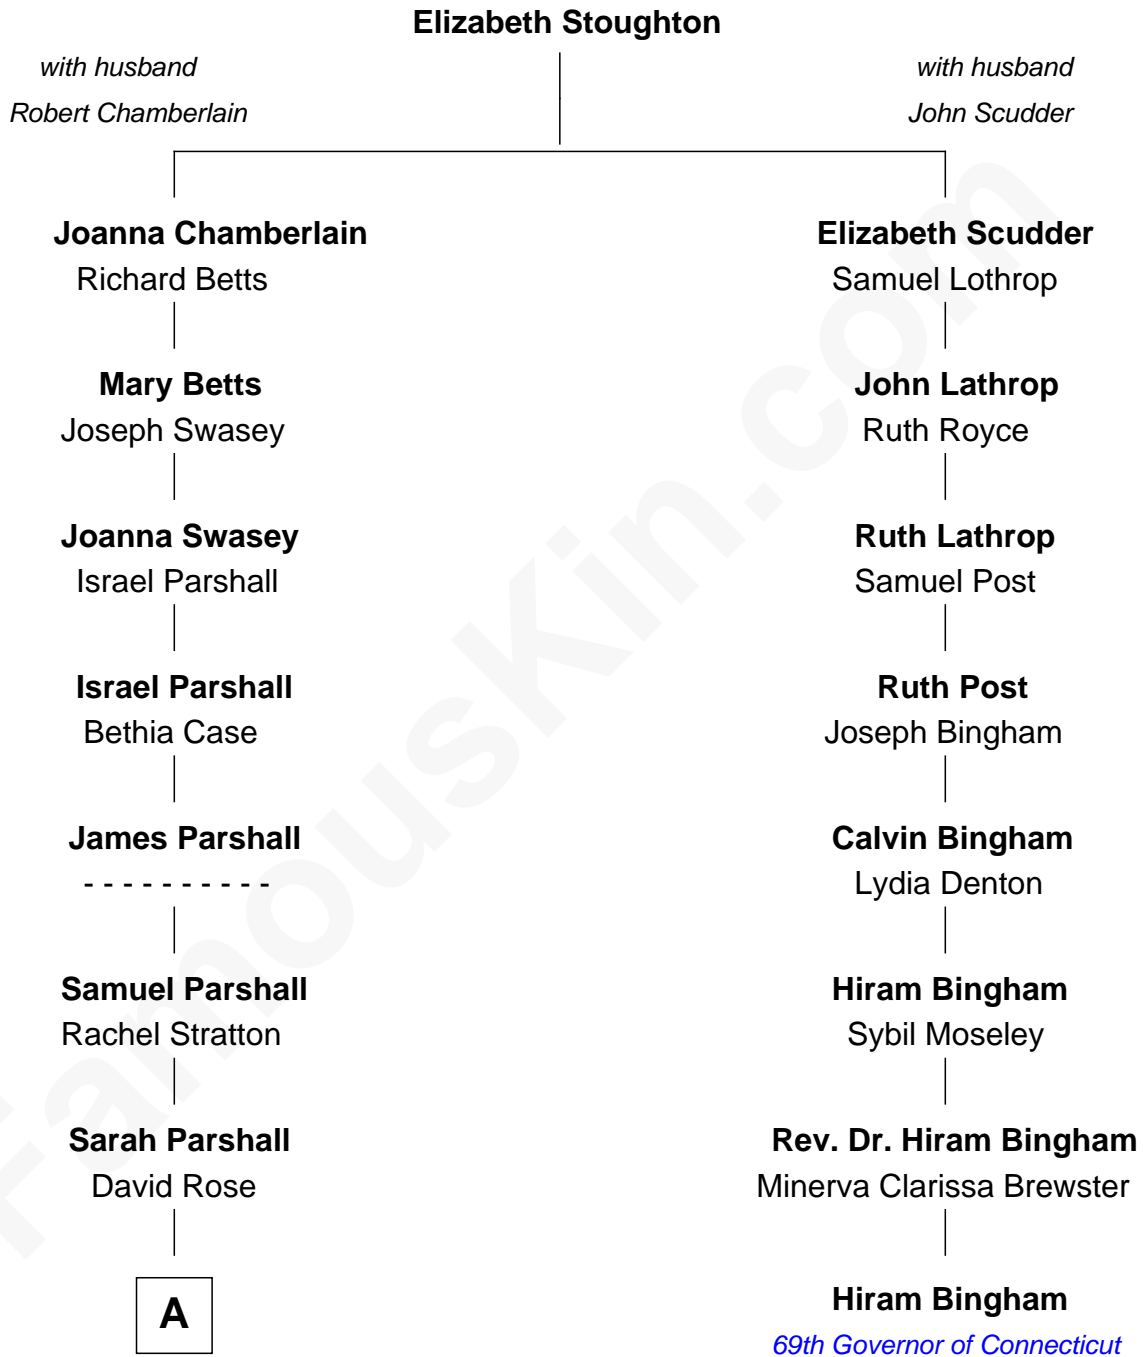 Elizabeth Stoughton
with husband
Robert Chamberlain
with husband
John Scudder
Joanna Chamberlain
Richard Betts
Elizabeth Scudder
Samuel Lothrop
Mary Betts
Joseph Swasey
John Lathrop
Ruth Royce
Joanna Swasey
Israel Parshall
Ruth Lathrop
Samuel Post
Israel Parshall
Bethia Case
Ruth Post
Joseph Bingham
James Parshall
- - - - - - - - - -
Calvin Bingham
Lydia Denton
Samuel Parshall
Rachel Stratton
Hiram Bingham
Sybil Moseley
Sarah Parshall
David Rose
Rev. Dr. Hiram Bingham
Minerva Clarissa Brewster
A
Hiram Bingham
69th Governor of Connecticut
FamousKin.com